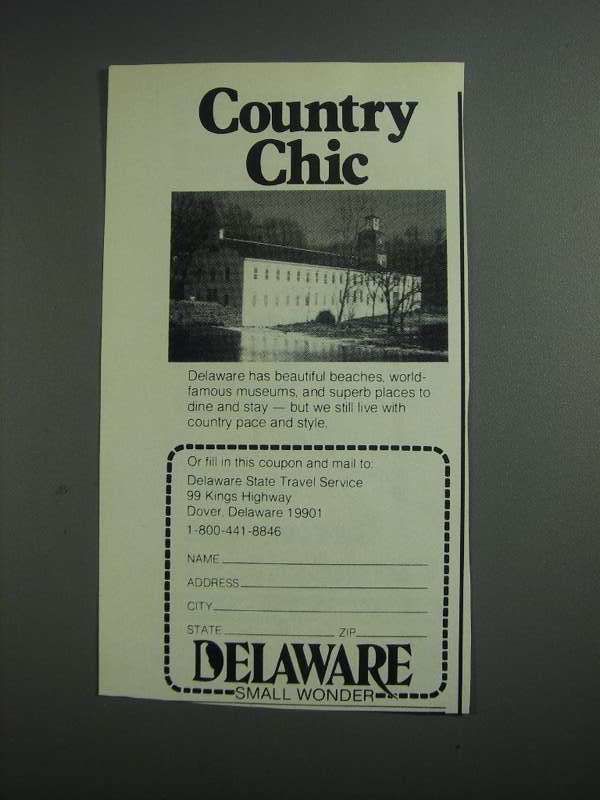 Country
Chic
Delaware has beautiful beaches, world-
famous museums, and superb places to
dine and stay — but we still live with
country pace and style.
Or fill in this coupon and mail to:
Delaware State Travel Service
99 Kings Highway
Dover, Delaware 19901
1-800-441-8846
NAME
ADDRESS
CITY
STATE ZIP
DELAWARE
SMALL WONDER